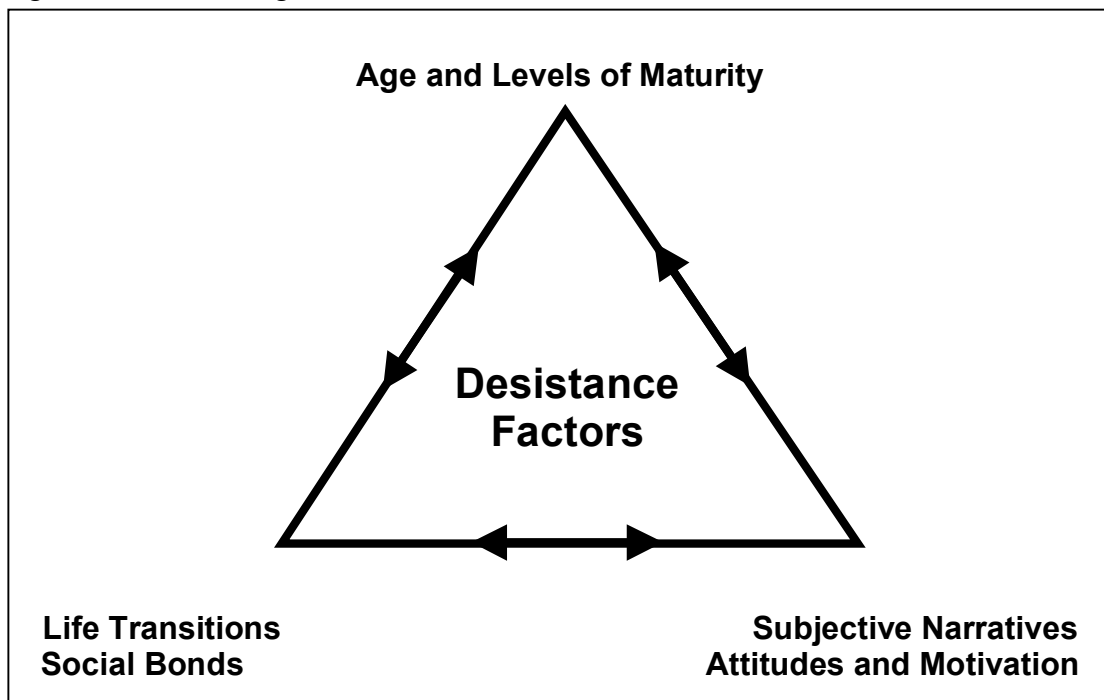 Age and Levels of Maturity
Desistance
Factors
Life Transitions
Social Bonds
Subjective Narratives
Attitudes and Motivation